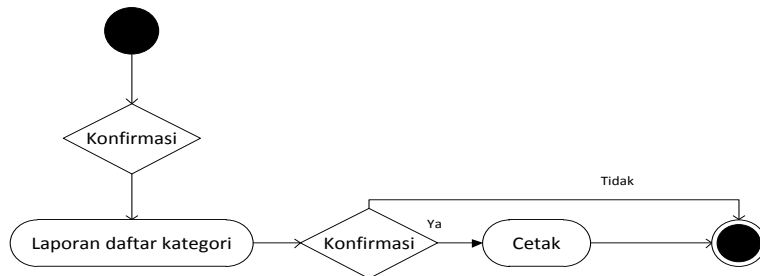 Konfirmasi
Tidak
Laporan daftar kategori
Konfirmasi
Ya
Cetak